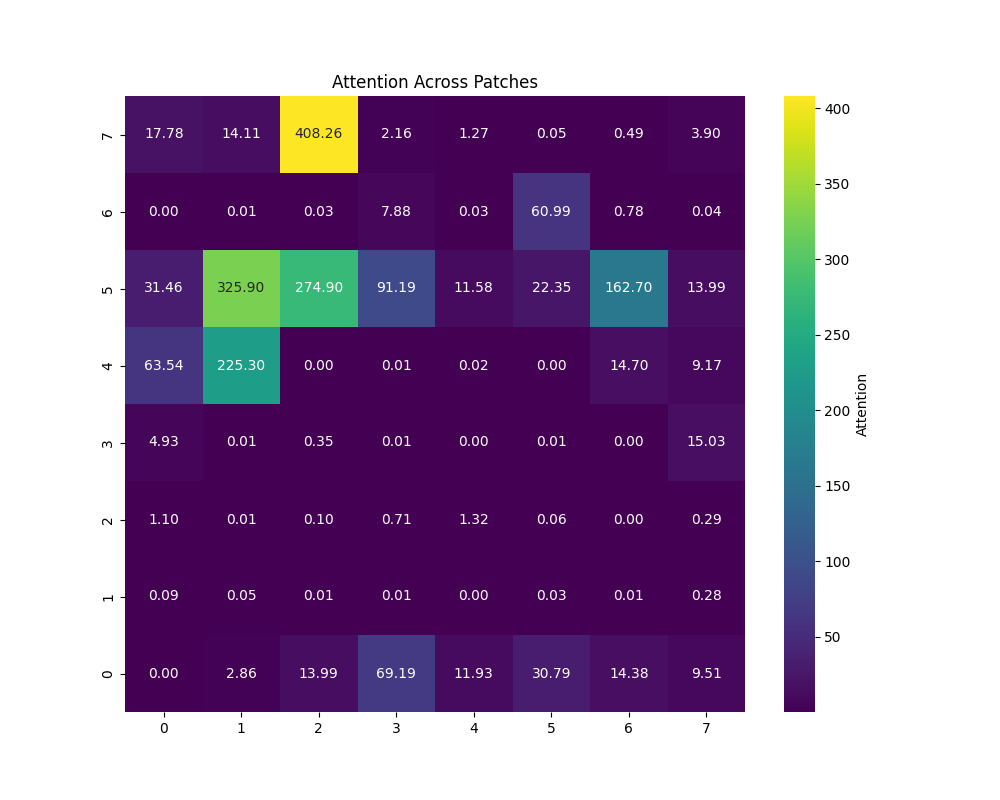 Attention Across Patches
7 17.78 14.11 408.26 2.16 1.27 0.05 0.49 3.90
6 0.00 0.01 0.03 7.88 0.03 60.99 0.78 0.04
5 31.46 325.90 274.90 91.19 11.58 22.35 162.70 13.99
4 63.54 225.30 0.00 0.01 0.02 0.00 14.70 9.17
3 4.93 0.01 0.35 0.01 0.00 0.01 0.00 15.03
2 1.10 0.01 0.10 0.71 1.32 0.06 0.00 0.29
1 0.09 0.05 0.01 0.01 0.00 0.03 0.01 0.28
0 0.00 2.86 13.99 69.19 11.93 30.79 14.38 9.51
0 1 2 3 4 5 6 7
400
350
300
250
200
150
100
50
Attention